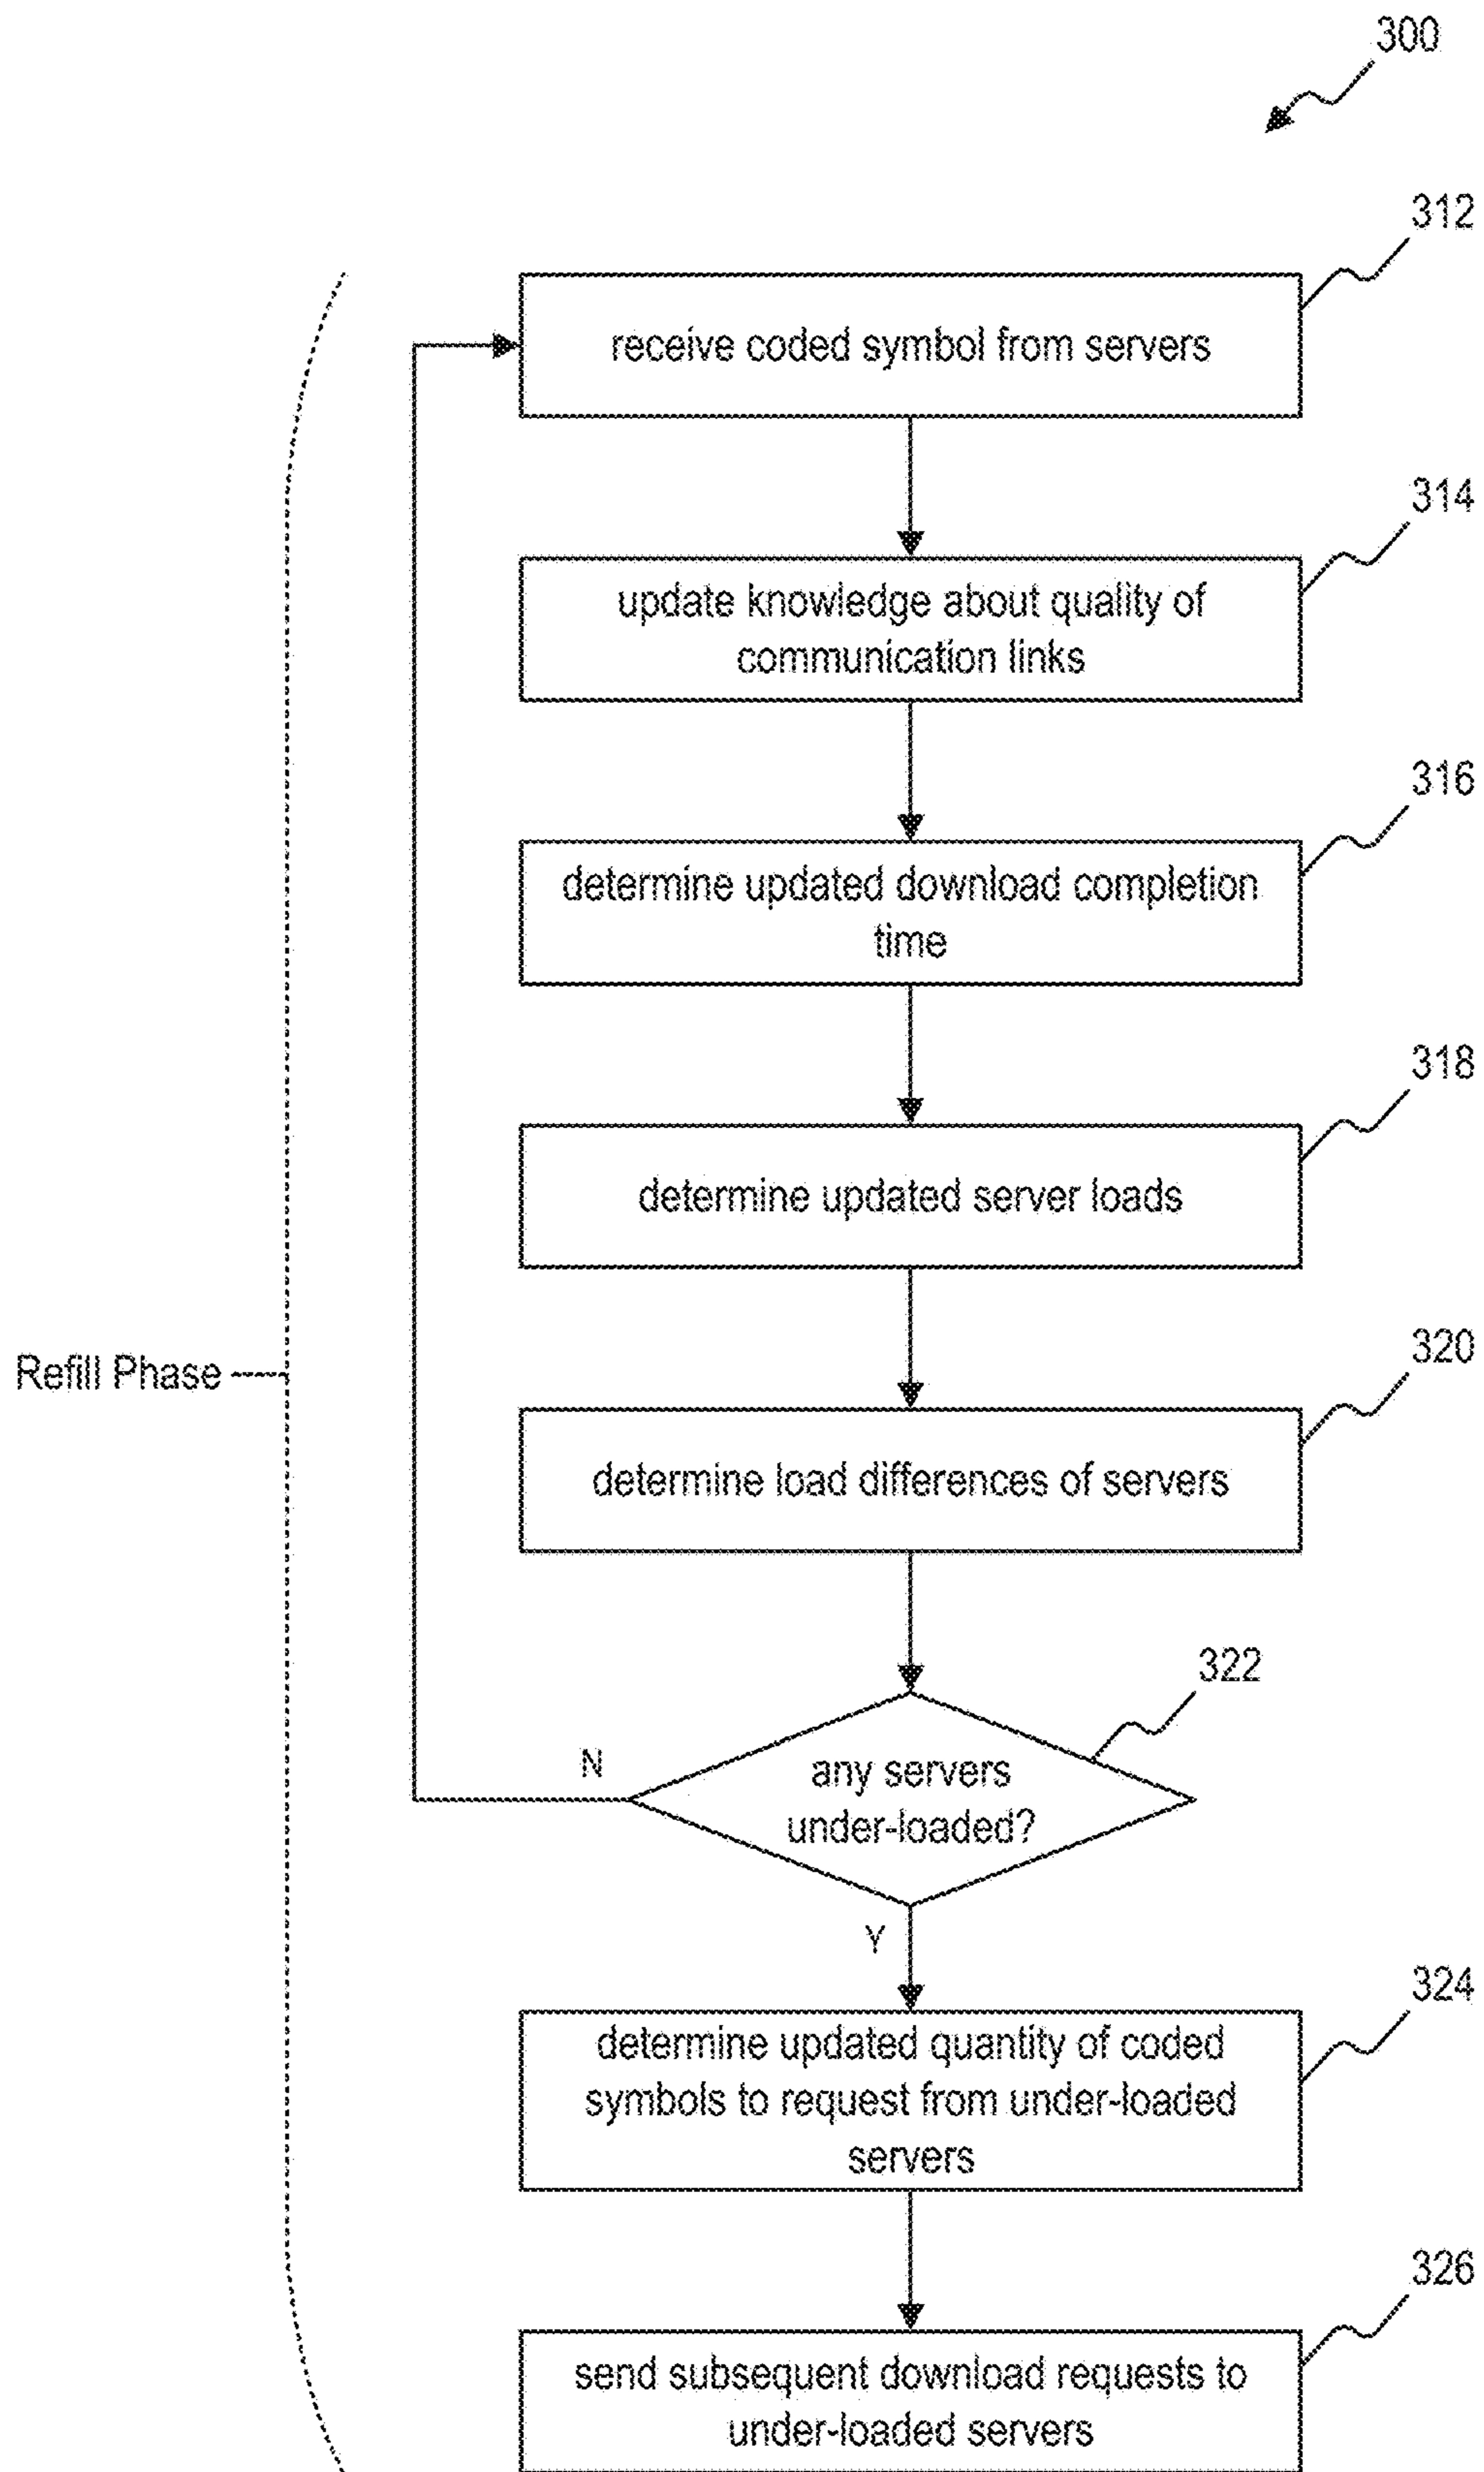 300
312
receive coded symbol from servers
314
update knowledge about quality of
communication links
316
determine updated download completion
time
318
determine updated server loads
Refill Phase
320
determine load differences of servers
322
N
any servers
under-loaded?
Y
324
determine updated quantity of coded
symbols to request from under-loaded
servers
326
send subsequent download requests to
under-loaded servers